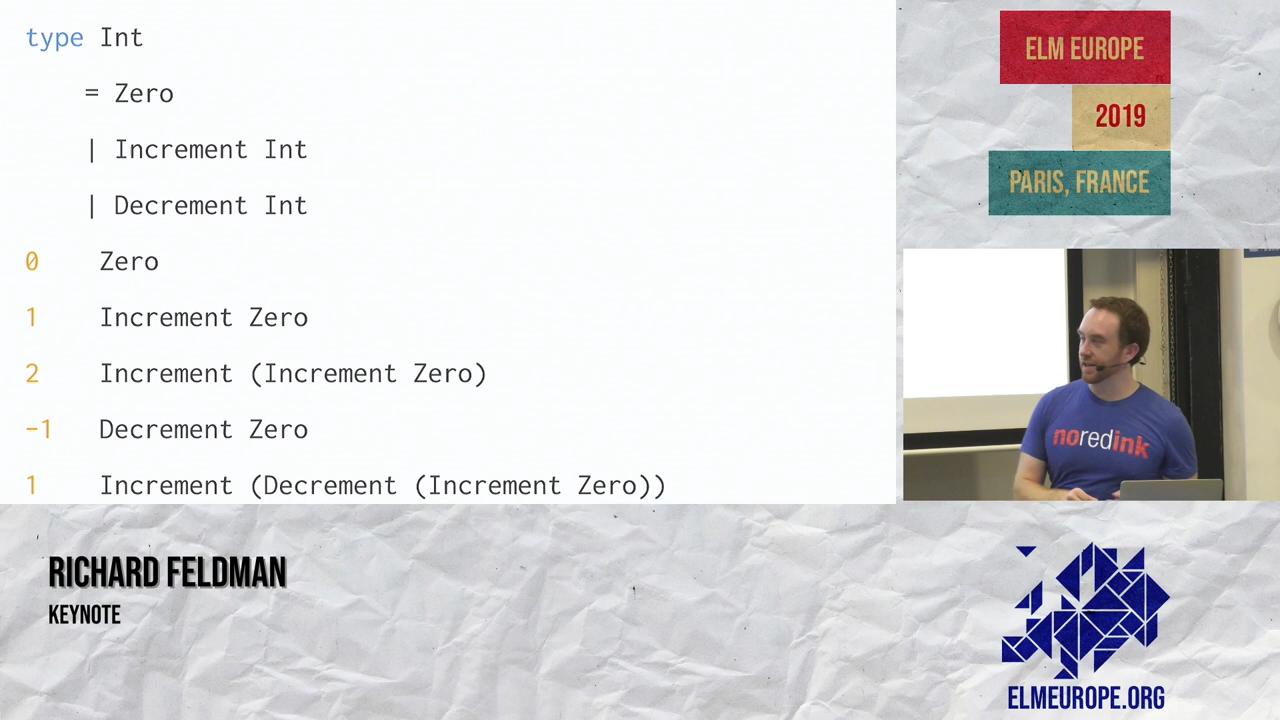 type Int
= Zero
| Increment Int
| Decrement Int
0 Zero
1 Increment Zero
2 Increment (Increment Zero)
-1 Decrement Zero
1 Increment (Decrement (Increment Zero))
ELM EUROPE
2019
PARIS, FRANCE
noredink
RICHARD FELDMAN
KEYNOTE
ELMEUROPE.ORG